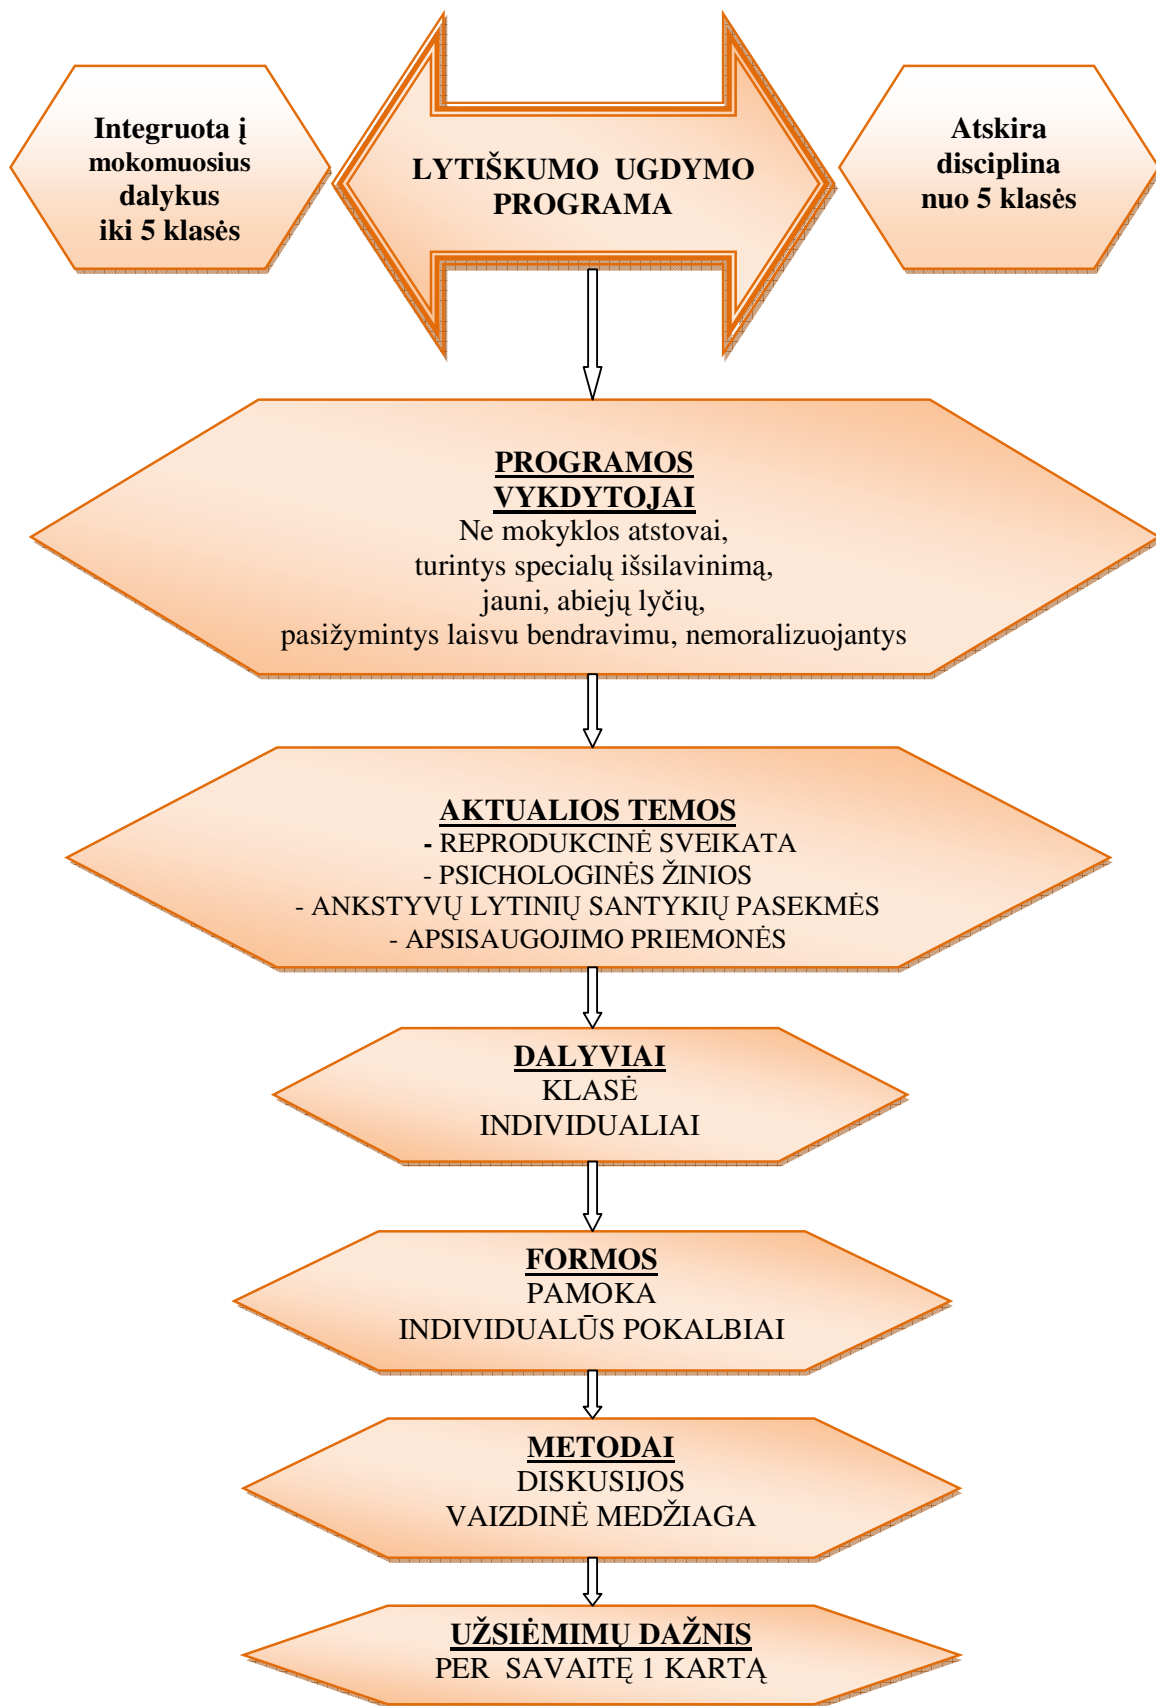 Integruota į
mokomuosius
dalykus
iki 5 klasės
LYTIŠKUMO UGDYMO
PROGRAMA
Atskira
disciplina
nuo 5 klasės
PROGRAMOS
VYKDYTOJAI
Ne mokyklos atstovai,
turintys specialų išsilavinimą,
jauni, abiejų lyčių,
pasižymintys laisvu bendravimu, nemoralizuojantys
AKTUALIOS TEMOS
- REPRODUKCINĖ SVEIKATA
- PSICHOLOGINĖS ŽINIOS
- ANKSTYVŲ LYTINIŲ SANTYKIŲ PASEKMĖS
- APSISAUGOJIMO PRIEMONĖS
DALYVIAI
KLASĖ
INDIVIDUALIAI
FORMOS
PAMOKA
INDIVIDUALŪS POKALBIAI
METODAI
DISKUSIJOS
VAIZDINĖ MEDŽIAGA
UŽSIĖMIMŲ DAŽNIS
PER SAVAITĘ 1 KARTĄ